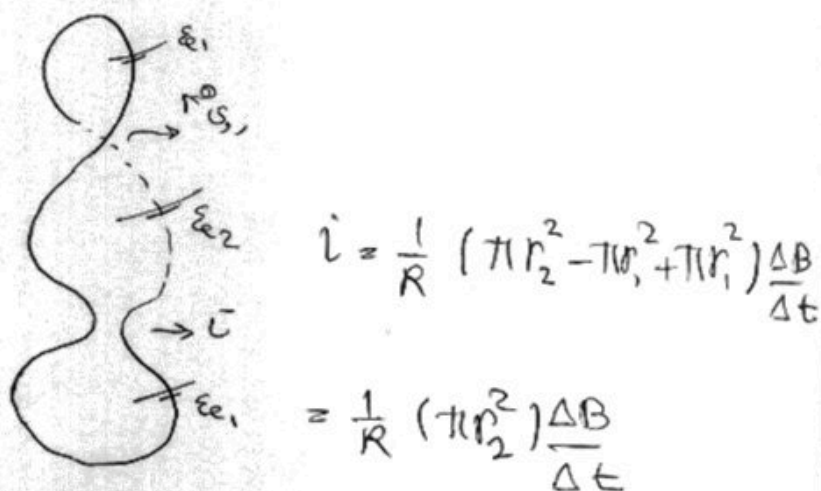 ε₁
ε₂
i = 1/R (πr₂² - πr₁² + πr₁²) ΔB/Δt
i
ε₁
= 1/R (πr₂²) ΔB/Δt